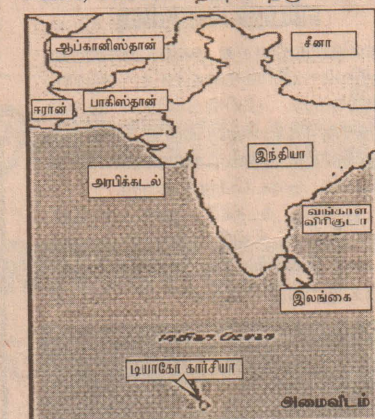 ஆப்கானிஸ்தான்
சீனா
ஈரான்
பாகிஸ்தான்
இந்தியா
அரபிக்கடல்
வங்காள
விரிகுடா
இலங்கை
டியாகோ கார்சியா
அமைவிடம்